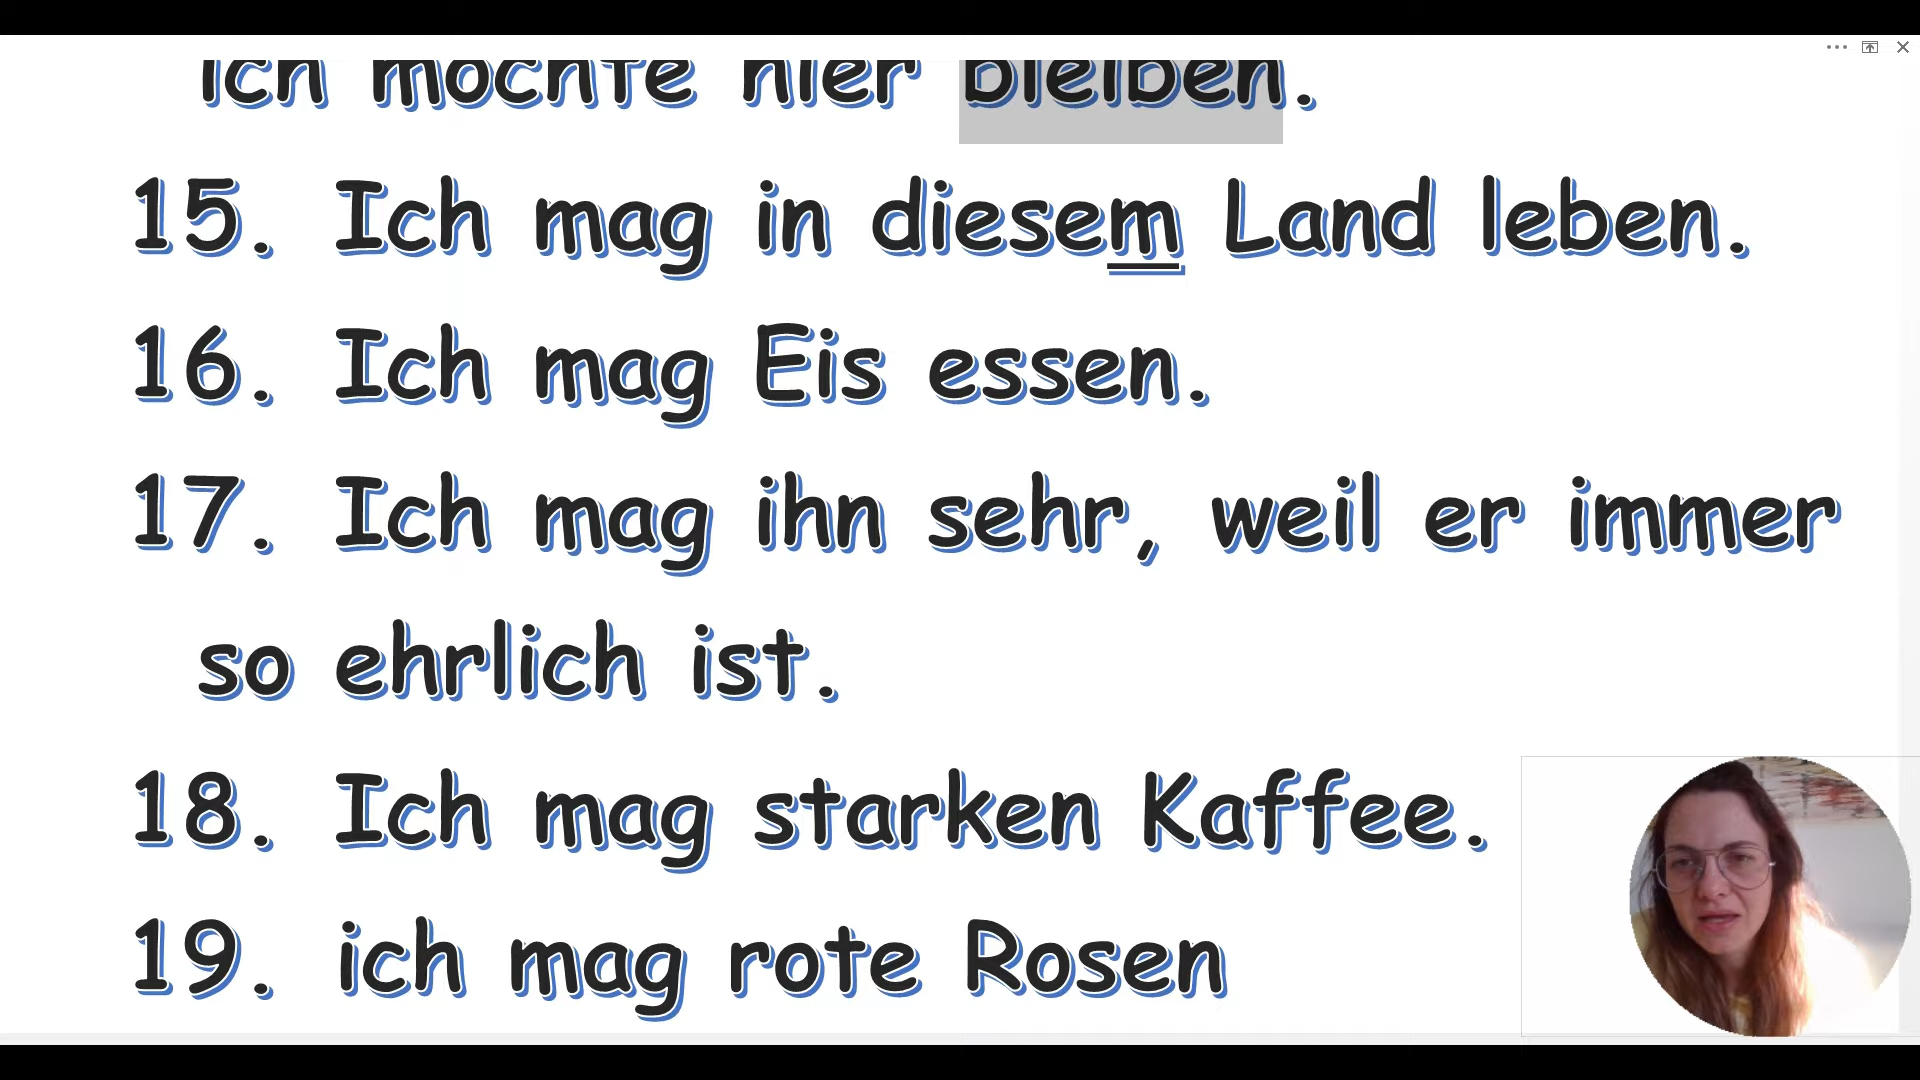 ich möchte hier bleiben.
15. Ich mag in diesem Land leben.
16. Ich mag Eis essen.
17. Ich mag ihn sehr, weil er immer
so ehrlich ist.
18. Ich mag starken Kaffee.
19. ich mag rote Rosen